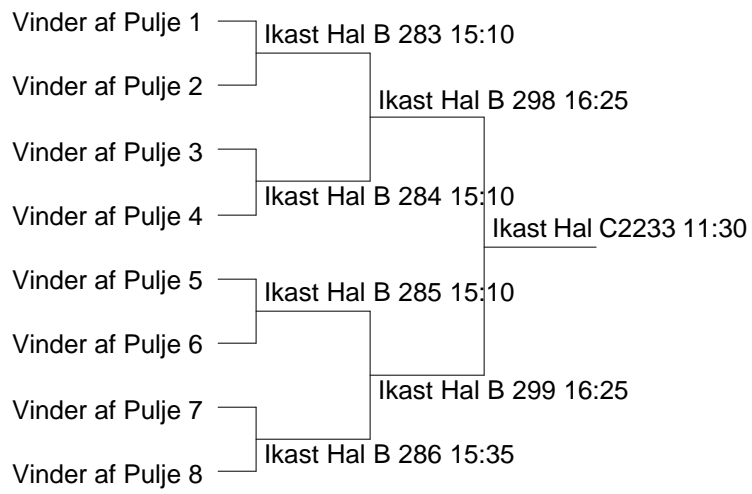 Vinder af Pulje 1
Ikast Hal B 283 15:10
Vinder af Pulje 2
Ikast Hal B 298 16:25
Vinder af Pulje 3
Ikast Hal B 284 15:10
Vinder af Pulje 4
Ikast Hal C2233 11:30
Vinder af Pulje 5
Ikast Hal B 285 15:10
Vinder af Pulje 6
Ikast Hal B 299 16:25
Vinder af Pulje 7
Ikast Hal B 286 15:35
Vinder af Pulje 8